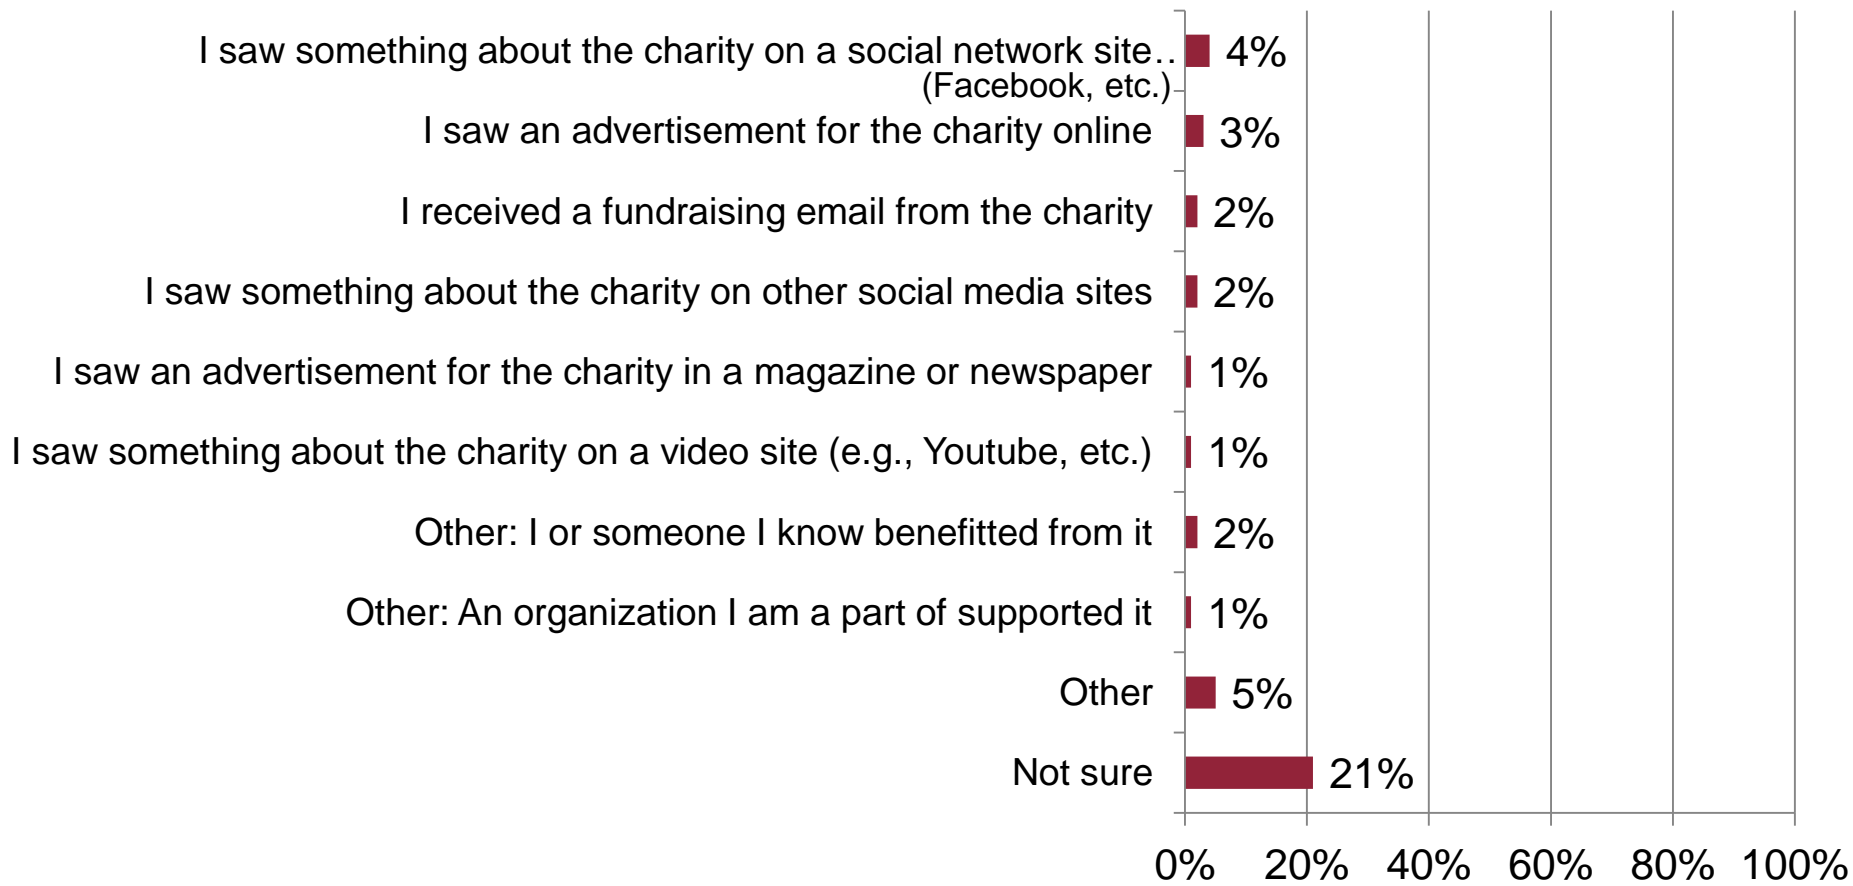 I saw something about the charity on a social network site.. 4%
(Facebook, etc.)
I saw an advertisement for the charity online 3%
I received a fundraising email from the charity 2%
I saw something about the charity on other social media sites 2%
I saw an advertisement for the charity in a magazine or newspaper 1%
I saw something about the charity on a video site (e.g., Youtube, etc.) 1%
Other: I or someone I know benefitted from it 2%
Other: An organization I am a part of supported it 1%
Other 5%
Not sure 21%
0% 20% 40% 60% 80% 100%